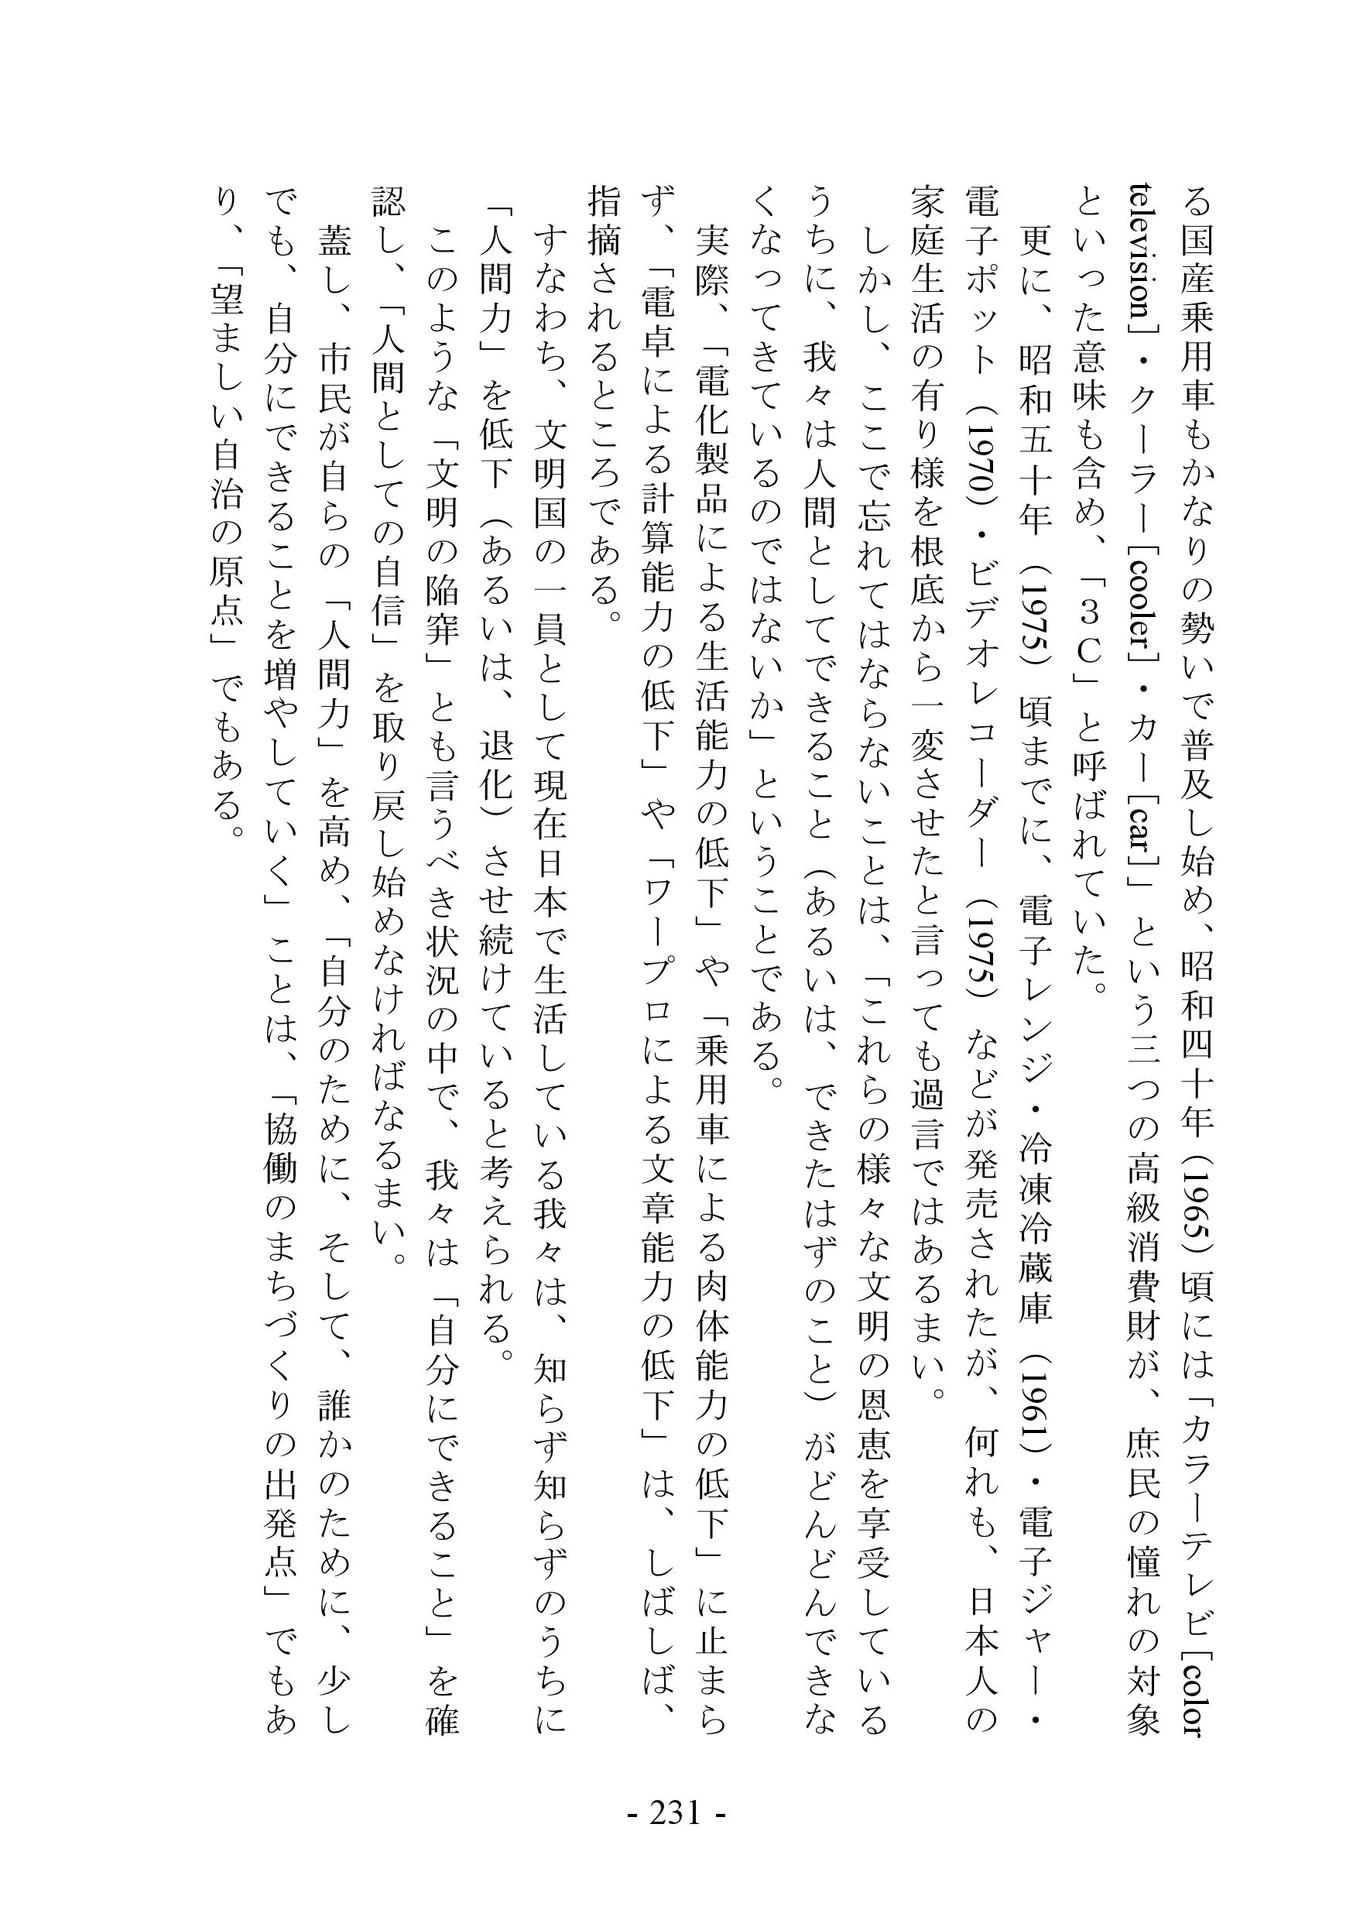 る国産乗用車もかなりの勢いで普及し始め、昭和四十年(1965)頃には「カラーテレビ[color
television]・クーラー[cooler]・カー[car]」という三つの高級消費財が、庶民の憧れの対象
といった意味も含め、「３Ｃ」と呼ばれていた。
更に、昭和五十年(1975)頃までに、電子レンジ・冷凍冷蔵庫(1961)・電子ジャー・
電子ポット(1970)・ビデオレコーダー(1975)などが発売されたが、何れも、日本人の
家庭生活の有り様を根底から一変させたと言っても過言ではあるまい。
しかし、ここで忘れてはならないことは、「これらの様々な文明の恩恵を享受している
うちに、我々は人間としてできること（あるいは、できたはずのこと）がどんどんできな
くなってきているのではないか」ということである。
実際、「電化製品による生活能力の低下」や「乗用車による肉体能力の低下」に止まら
ず、「電卓による計算能力の低下」や「ワープロによる文章能力の低下」は、しばしば、
指摘されるところである。
すなわち、文明国の一員として現在日本で生活している我々は、知らず知らずのうちに
「人間力」を低下（あるいは、退化）させ続けていると考えられる。
このような「文明の陥穽」とも言うべき状況の中で、我々は「自分にできること」を確
認し、「人間としての自信」を取り戻し始めなければなるまい。
蓋し、市民が自らの「人間力」を高め、「自分のために、そして、誰かのために、少し
でも、自分にできることを増やしていく」ことは、「協働のまちづくりの出発点」でもあ
り、「望ましい自治の原点」でもある。
- 231 -